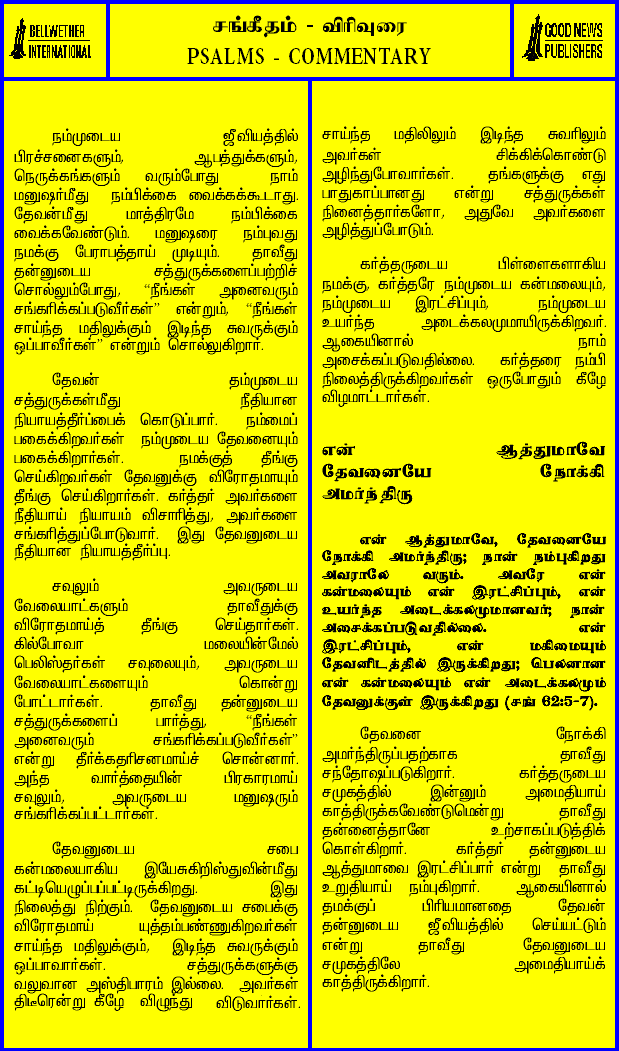 BELLWETHER
INTERNATIONAL
சங்கீதம் - விரிவுரை
PSALMS - COMMENTARY
GOOD NEWS
PUBLISHERS
நம்முடைய ஜீவியத்தில்
பிரச்சனைகளும், ஆபத்துக்களும்,
நெருக்கங்களும் வரும்போது நாம்
மனுஷர்மீது நம்பிக்கை வைக்கக்கூடாது.
தேவன்மீது மாத்திரமே நம்பிக்கை
வைக்கவேண்டும். மனுஷரை நம்புவது
நமக்கு பேராபத்தாய் முடியும். தாவீது
தன்னுடைய சத்துருக்களைப்பற்றிச்
சொல்லும்போது, “நீங்கள் அனைவரும்
சங்கரிக்கப்படுவீர்கள்” என்றும், “நீங்கள்
சாய்ந்த மதிலுக்கும் இடிந்த சுவருக்கும்
ஒப்பாவீர்கள்” என்றும் சொல்லுகிறார்.
தேவன் தம்முடைய
சத்துருக்கள்மீது நீதியான
நியாயத்தீர்ப்பைக் கொடுப்பார். நம்மைப்
பகைக்கிறவர்கள் நம்முடைய தேவனையும்
பகைக்கிறார்கள். நமக்குத் தீங்கு
செய்கிறவர்கள் தேவனுக்கு விரோதமாயும்
தீங்கு செய்கிறார்கள். கர்த்தர் அவர்களை
நீதியாய் நியாயம் விசாரித்து, அவர்களை
சங்கரித்துப்போடுவார். இது தேவனுடைய
நீதியான நியாயத்தீர்ப்பு.
சவுலும் அவருடைய
வேலையாட்களும் தாவீதுக்கு
விரோதமாய்த் தீங்கு செய்தார்கள்.
கில்போவா மலையின்மேல்
பெலிஸ்தர்கள் சவுலையும், அவருடைய
வேலையாட்களையும் கொன்று
போட்டார்கள். தாவீது தன்னுடைய
சத்துருக்களைப் பார்த்து, “நீங்கள்
அனைவரும் சங்கரிக்கப்படுவீர்கள்”
என்று தீர்க்கதரிசனமாய்ச் சொன்னார்.
அந்த வார்த்தையின் பிரகாரமாய்
சவுலும், அவருடைய மனுஷரும்
சங்கரிக்கப்பட்டார்கள்.
தேவனுடைய சபை
கன்மலையாகிய இயேசுகிறிஸ்துவின்மீது
கட்டியெழுப்பப்பட்டிருக்கிறது. இது
நிலைத்து நிற்கும். தேவனுடைய சபைக்கு
விரோதமாய் யுத்தம்பண்ணுகிறவர்கள்
சாய்ந்த மதிலுக்கும், இடிந்த சுவருக்கும்
ஒப்பாவார்கள். சத்துருக்களுக்கு
வலுவான அஸ்திபாரம் இல்லை. அவர்கள்
திடீரென்று கீழே விழுந்து விடுவார்கள்.
சாய்ந்த மதிலிலும் இடிந்த சுவரிலும்
அவர்கள் சிக்கிக்கொண்டு
அழிந்துபோவார்கள். தங்களுக்கு எது
பாதுகாப்பானது என்று சத்துருக்கள்
நினைத்தார்களோ, அதுவே அவர்களை
அழித்துப்போடும்.
கர்த்தருடைய பிள்ளைகளாகிய
நமக்கு, கர்த்தரே நம்முடைய கன்மலையும்,
நம்முடைய இரட்சிப்பும், நம்முடைய
உயர்ந்த அடைக்கலமுமாயிருக்கிறவர்.
ஆகையினால் நாம்
அசைக்கப்படுவதில்லை. கர்த்தரை நம்பி
நிலைத்திருக்கிறவர்கள் ஒருபோதும் கீழே
விழமாட்டார்கள்.
என் ஆத்துமாவே
தேவனையே நோக்கி
அமர்ந்திரு
என் ஆத்துமாவே, தேவனையே
நோக்கி அமர்ந்திரு; நான் நம்புகிறது
அவராலே வரும். அவரே என்
கன்மலையும் என் இரட்சிப்பும், என்
உயர்ந்த அடைக்கலமுமானவர்; நான்
அசைக்கப்படுவதில்லை. என்
இரட்சிப்பும், என் மகிமையும்
தேவனிடத்தில் இருக்கிறது; பெலனான
என் கன்மலையும் என் அடைக்கலமும்
தேவனுக்குள் இருக்கிறது (சங் 62:5-7).
தேவனை நோக்கி
அமர்ந்திருப்பதற்காக தாவீது
சந்தோஷப்படுகிறார். கர்த்தருடைய
சமுகத்தில் இன்னும் அமைதியாய்
காத்திருக்கவேண்டுமென்று தாவீது
தன்னைத்தானே உற்சாகப்படுத்திக்
கொள்கிறார். கர்த்தர் தன்னுடைய
ஆத்துமாவை இரட்சிப்பார் என்று தாவீது
உறுதியாய் நம்புகிறார். ஆகையினால்
தமக்குப் பிரியமானதை தேவன்
தன்னுடைய ஜீவியத்தில் செய்யட்டும்
என்று தாவீது தேவனுடைய
சமுகத்திலே அமைதியாய்க்
காத்திருக்கிறார்.